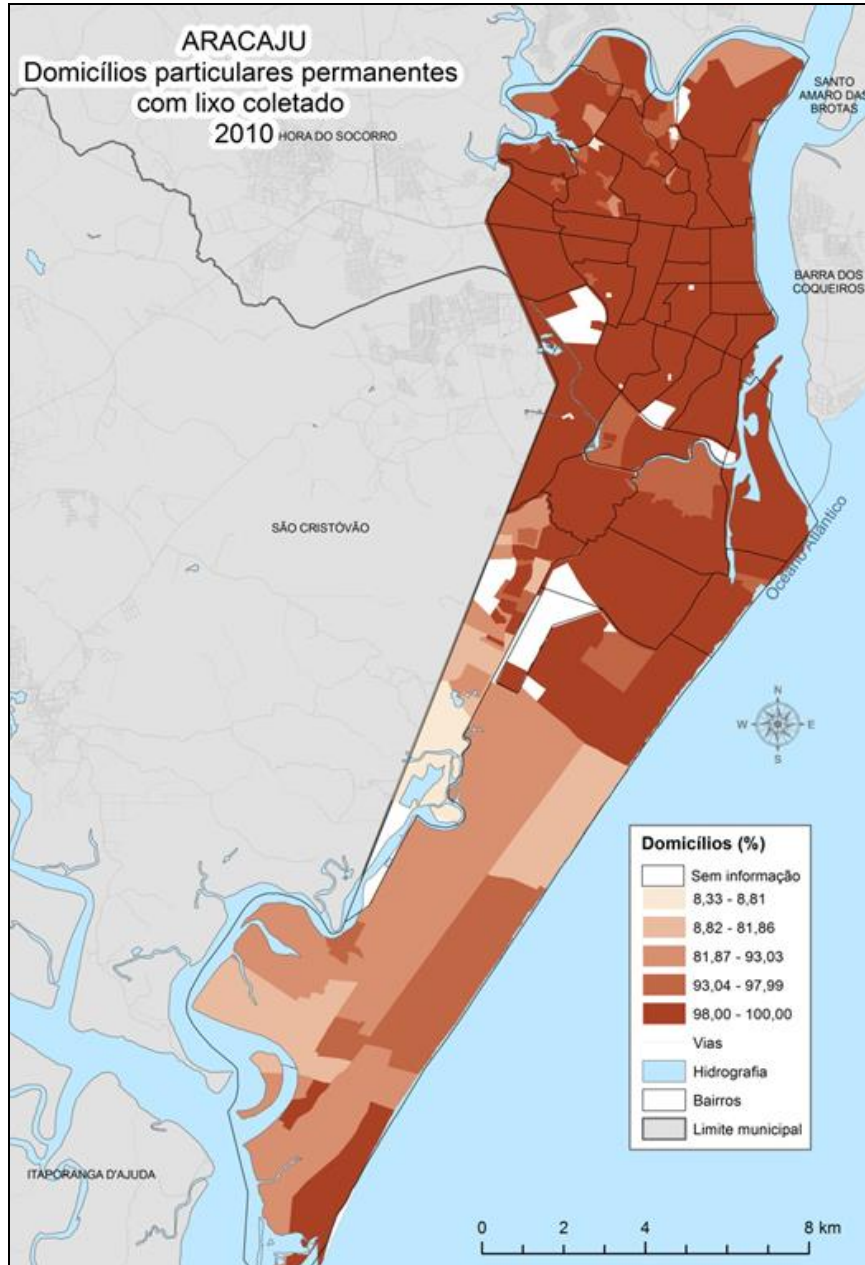 ARACAJU
Domicílios particulares permanentes
com lixo coletado
2010
HORA DO SOCORRO
SANTO
AMARO DAS
BROTAS
BARRA DOS
COQUEIROS
SÃO CRISTÓVÃO
Oceano Atlântico
N
W
E
S
Domicílios (%)
Sem informação
8,33 - 8,81
8,82 - 81,86
81,87 - 93,03
93,04 - 97,99
98,00 - 100,00
Vias
Hidrografia
Bairros
Limite municipal
ITAPORANGA D'AJUDA
0 2 4 8 km